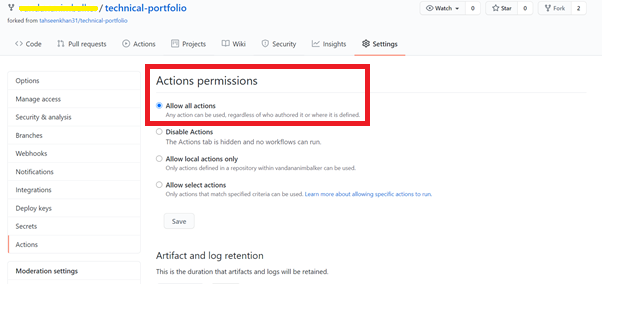 / technical-portfolio
forked from tahseenkhan31/technical-portfolio
Watch 0 Star 0 Fork 2
Code Pull requests Actions Projects Wiki Security Insights Settings
Options
Manage access
Security & analysis
Branches
Webhooks
Notifications
Integrations
Deploy keys
Secrets
Actions
Moderation settings
Actions permissions
Allow all actions
Any action can be used, regardless of who authored it or where it is defined.
Disable Actions
The Actions tab is hidden and no workflows can run.
Allow local actions only
Only actions defined in a repository within vandananimbalker can be used.
Allow select actions
Only actions that match specified criteria can be used. Learn more about allowing specific actions to run.
Save
Artifact and log retention
This is the duration that artifacts and logs will be retained.